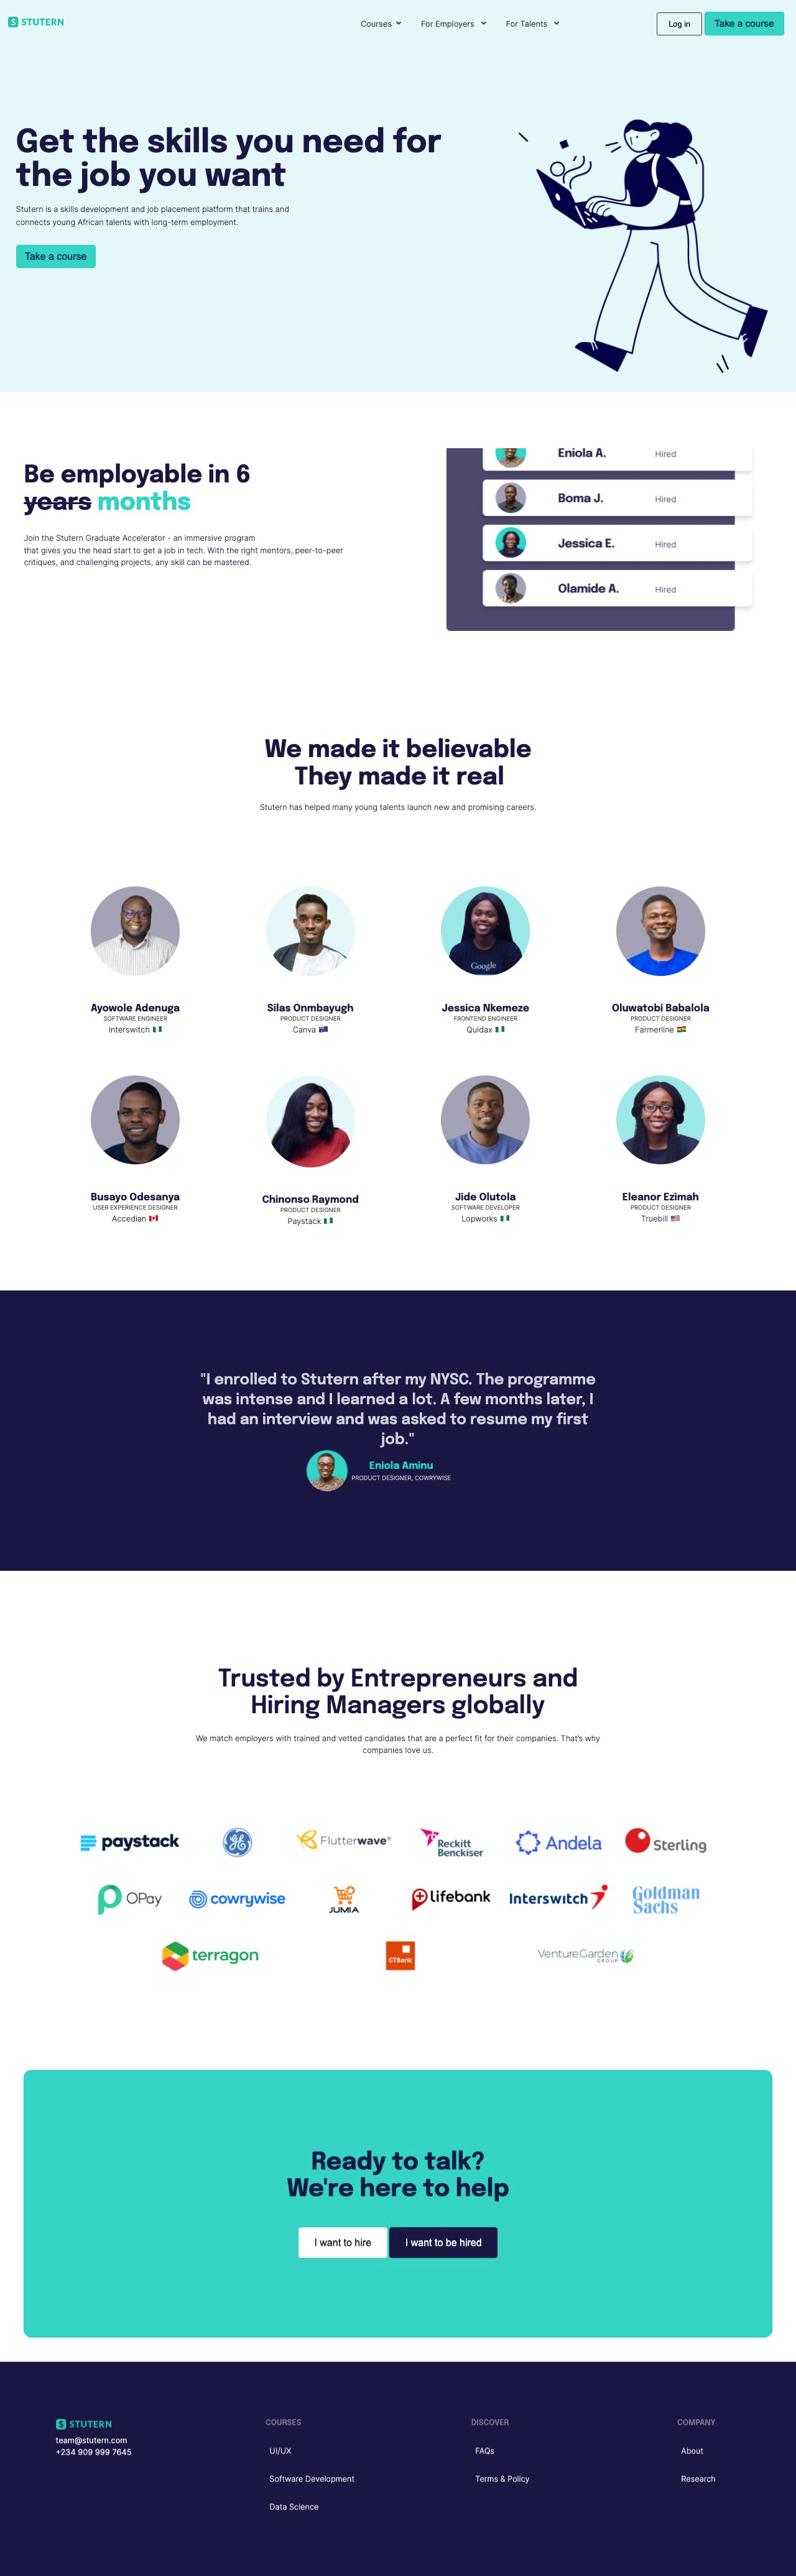 S STUTERN
Courses
For Employers
For Talents
Log in
Take a course
Get the skills you need for
the job you want
Stutern is a skills development and job placement platform that trains and
connects young African talents with long-term employment.
Take a course
Be employable in 6
years months
Join the Stutern Graduate Accelerator - an immersive program
that gives you the head start to get a job in tech. With the right mentors, peer-to-peer
critiques, and challenging projects, any skill can be mastered.
Eniola A. Hired
Boma J. Hired
Jessica E. Hired
Olamide A. Hired
We made it believable
They made it real
Stutern has helped many young talents launch new and promising careers.
Google
Ayowole Adenuga
SOFTWARE ENGINEER
Interswitch 🇳🇬
Silas Onmbayugh
PRODUCT DESIGNER
Canva 🇦🇺
Jessica Nkemeze
FRONTEND ENGINEER
Quidax 🇳🇬
Oluwatobi Babalola
PRODUCT DESIGNER
Farmerline 🇬🇭
Busayo Odesanya
USER EXPERIENCE DESIGNER
Accedian 🇨🇦
Chinonso Raymond
PRODUCT DESIGNER
Paystack 🇳🇬
Jide Olutola
SOFTWARE DEVELOPER
Lopworks 🇳🇬
Eleanor Ezimah
PRODUCT DESIGNER
Truebill 🇺🇸
"I enrolled to Stutern after my NYSC. The programme
was intense and I learned a lot. A few months later, I
had an interview and was asked to resume my first
job."
Eniola Aminu
PRODUCT DESIGNER, COWRYWISE
Trusted by Entrepreneurs and
Hiring Managers globally
We match employers with trained and vetted candidates that are a perfect fit for their companies. That's why
companies love us.
paystack
GE
Flutterwave®
Reckitt
Benckiser
Andela
Sterling
OPay
cowrywise
JUMIA
lifebank
Interswitch
Goldman
Sachs
terragon
GTBank
VentureGarden
GROUP
Ready to talk?
We're here to help
I want to hire
I want to be hired
S STUTERN
team@stutern.com
+234 909 999 7645
COURSES
UI/UX
Software Development
Data Science
DISCOVER
FAQs
Terms & Policy
COMPANY
About
Research